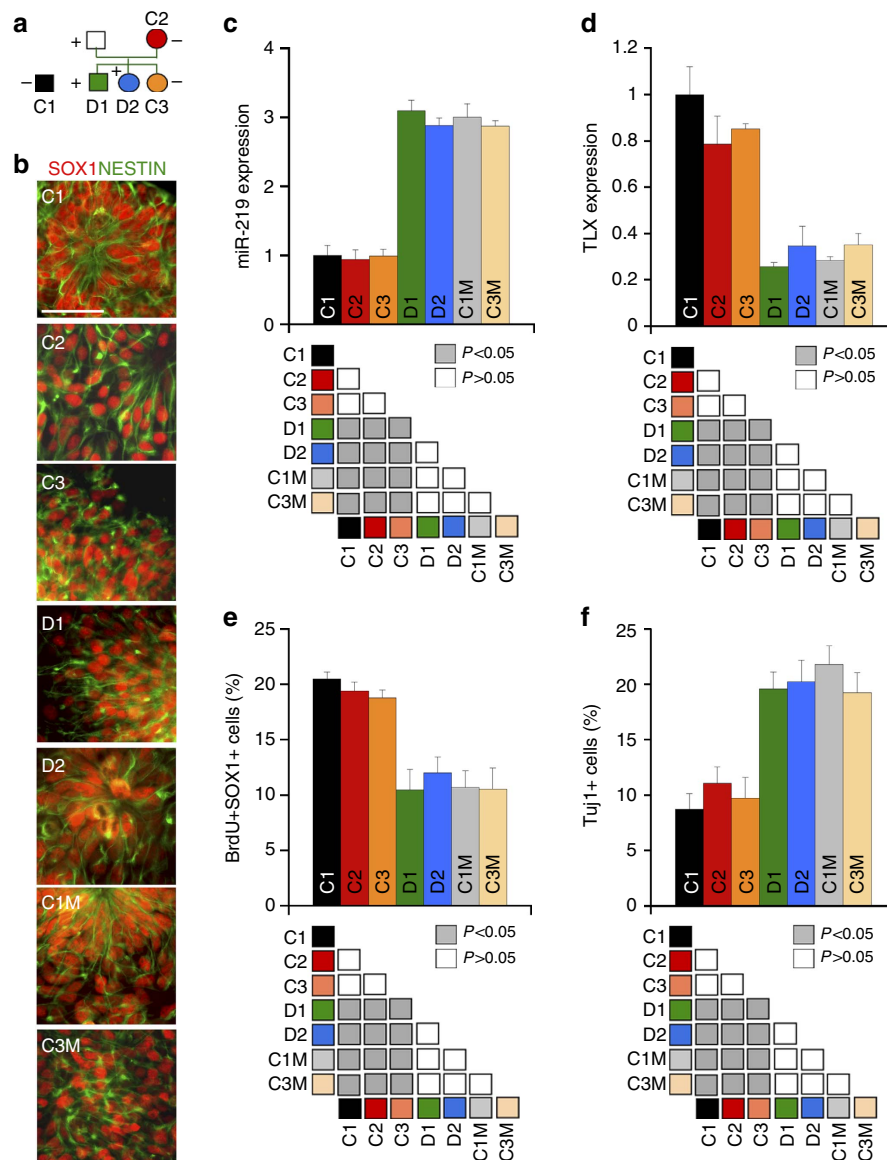 a
C2
+ –
– + + –
C1 D1 D2 C3
b
SOX1NESTIN
C1
C2
C3
D1
D2
C1M
C3M
c
miR-219 expression
4
3
2
1
0
C1 C2 C3 D1 D2 C1M C3M
P<0.05
P>0.05
C1
C2
C3
D1
D2
C1M
C3M
C1 C2 C3 D1 D2 C1M C3M
d
TLX expression
1.2
1
0.8
0.6
0.4
0.2
0
C1 C2 C3 D1 D2 C1M C3M
P<0.05
P>0.05
C1
C2
C3
D1
D2
C1M
C3M
C1 C2 C3 D1 D2 C1M C3M
e
BrdU+SOX1+ cells (%)
25
20
15
10
5
0
C1 C2 C3 D1 D2 C1M C3M
P<0.05
P>0.05
C1
C2
C3
D1
D2
C1M
C3M
C1 C2 C3 D1 D2 C1M C3M
f
Tuj1+ cells (%)
25
20
15
10
5
0
C1 C2 C3 D1 D2 C1M C3M
P<0.05
P>0.05
C1
C2
C3
D1
D2
C1M
C3M
C1 C2 C3 D1 D2 C1M C3M